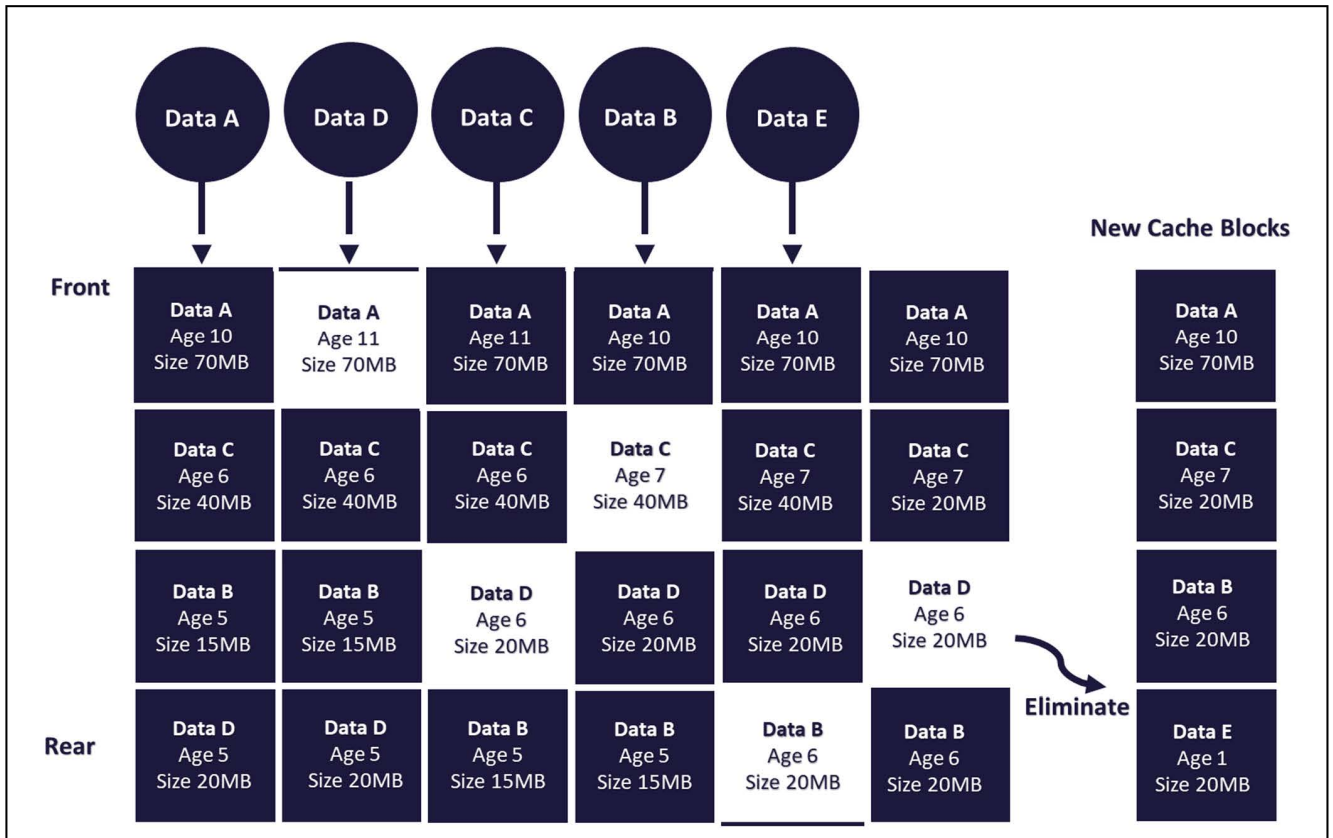 Data A
Data D
Data C
Data B
Data E
New Cache Blocks
Front
Data A
Age 10
Size 70MB
Data A
Age 11
Size 70MB
Data A
Age 11
Size 70MB
Data A
Age 10
Size 70MB
Data A
Age 10
Size 70MB
Data A
Age 10
Size 70MB
Data A
Age 10
Size 70MB
Data C
Age 6
Size 40MB
Data C
Age 6
Size 40MB
Data C
Age 6
Size 40MB
Data C
Age 7
Size 40MB
Data C
Age 7
Size 40MB
Data C
Age 7
Size 20MB
Data C
Age 7
Size 20MB
Data B
Age 5
Size 15MB
Data B
Age 5
Size 15MB
Data D
Age 6
Size 20MB
Data D
Age 6
Size 20MB
Data D
Age 6
Size 20MB
Data D
Age 6
Size 20MB
Data B
Age 6
Size 20MB
Eliminate
Rear
Data D
Age 5
Size 20MB
Data D
Age 5
Size 20MB
Data B
Age 5
Size 15MB
Data B
Age 5
Size 15MB
Data B
Age 6
Size 20MB
Data B
Age 6
Size 20MB
Data E
Age 1
Size 20MB